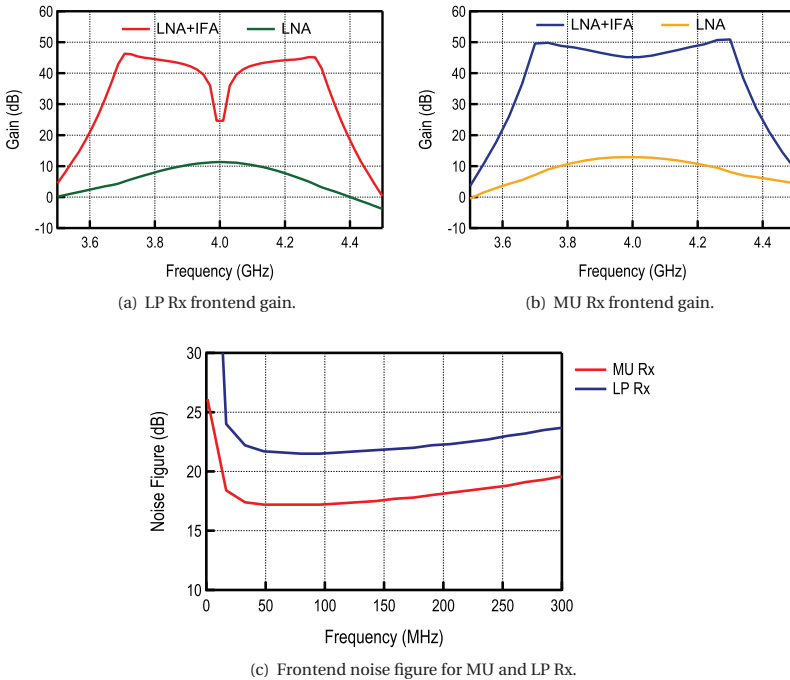 LNA+IFA LNA
60
50
40
30
20
10
0
-10
Gain (dB)
3.6 3.8 4.0 4.2 4.4
Frequency (GHz)
(a) LP Rx frontend gain.
LNA+IFA LNA
60
50
40
30
20
10
0
-10
Gain (dB)
3.6 3.8 4.0 4.2 4.4
Frequency (GHz)
(b) MU Rx frontend gain.
30
25
20
15
10
Noise Figure (dB)
0 50 100 150 200 250 300
Frequency (MHz)
MU Rx
LP Rx
(c) Frontend noise figure for MU and LP Rx.